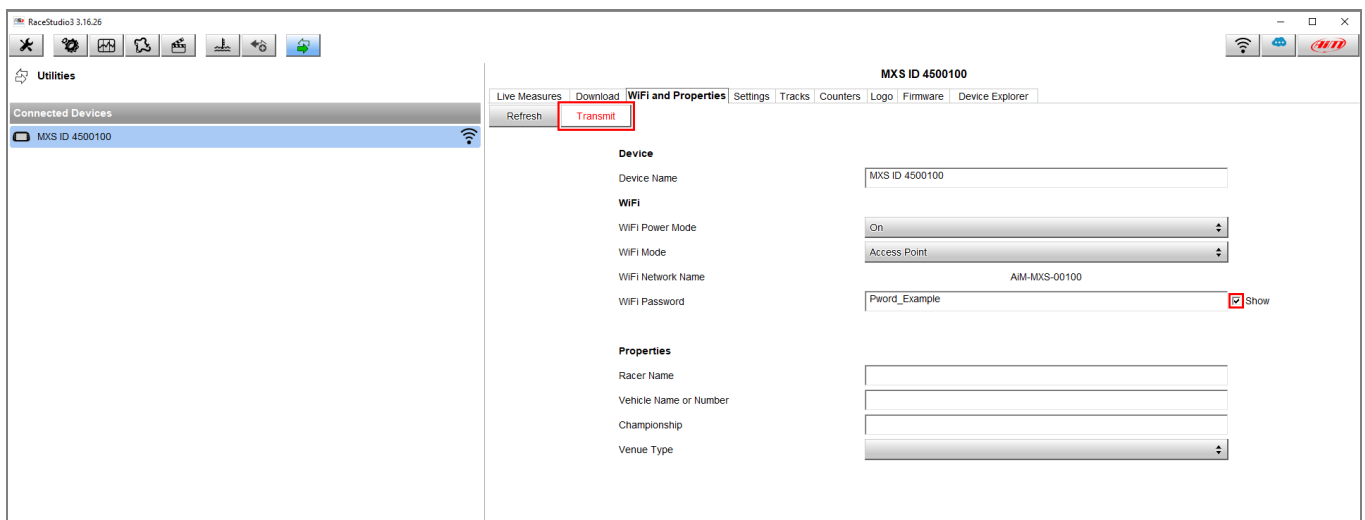 RaceStudio3 3.16.26
AiM
Utilities
MXS ID 4500100
Live Measures Download WiFi and Properties Settings Tracks Counters Logo Firmware Device Explorer
Connected Devices
Refresh Transmit
MXS ID 4500100
Device
Device Name MXS ID 4500100
WiFi
WiFi Power Mode On
WiFi Mode Access Point
WiFi Network Name AiM-MXS-00100
WiFi Password Pword_Example Show
Properties
Racer Name
Vehicle Name or Number
Championship
Venue Type